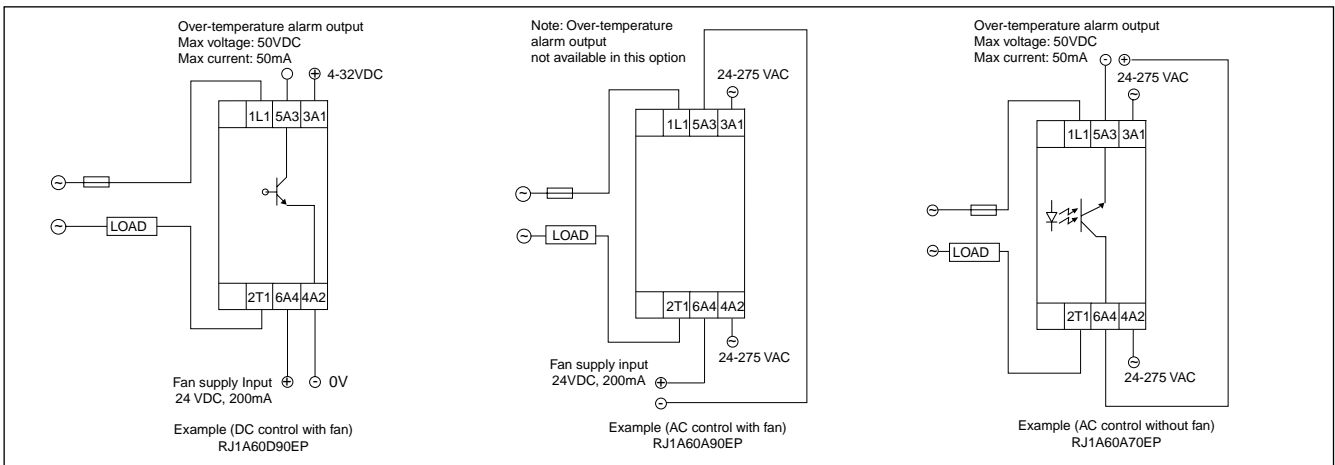 Over-temperature alarm output
Max voltage: 50VDC
Max current: 50mA
4-32VDC
1L1 5A3 3A1
LOAD
2T1 6A4 4A2
Fan supply Input
24 VDC, 200mA
0V
Example (DC control with fan)
RJ1A60D90EP
Note: Over-temperature
alarm output
not available in this option
24-275 VAC
1L1 5A3 3A1
LOAD
2T1 6A4 4A2
24-275 VAC
Fan supply input
24VDC, 200mA
Example (AC control with fan)
RJ1A60A90EP
Over-temperature alarm output
Max voltage: 50VDC
Max current: 50mA
24-275 VAC
1L1 5A3 3A1
LOAD
2T1 6A4 4A2
24-275 VAC
Example (AC control without fan)
RJ1A60A70EP